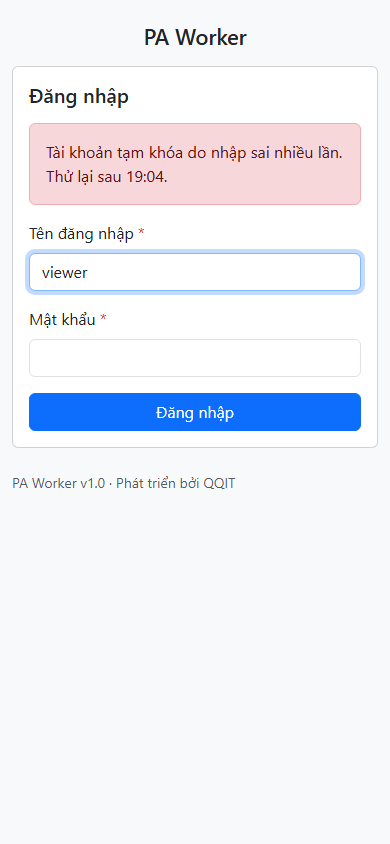 PA Worker
Đăng nhập
Tài khoản tạm khóa do nhập sai nhiều lần.
Thử lại sau 19:04.
Tên đăng nhập *
viewer
Mật khẩu *
Đăng nhập
PA Worker v1.0 · Phát triển bởi QQIT